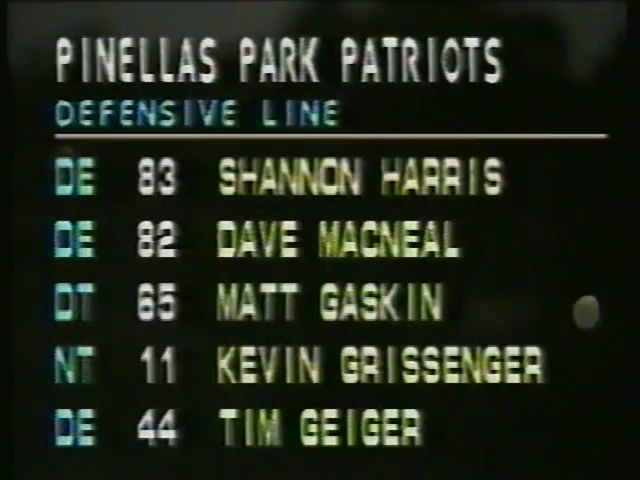 PINELLAS PARK PATRIOTS
DEFENSIVE LINE
DE 83 SHANNON HARRIS
DE 82 DAVE MACNEAL
DT 65 MATT GASKIN
NT 11 KEVIN GRISSENGER
DE 44 TIM GEIGER